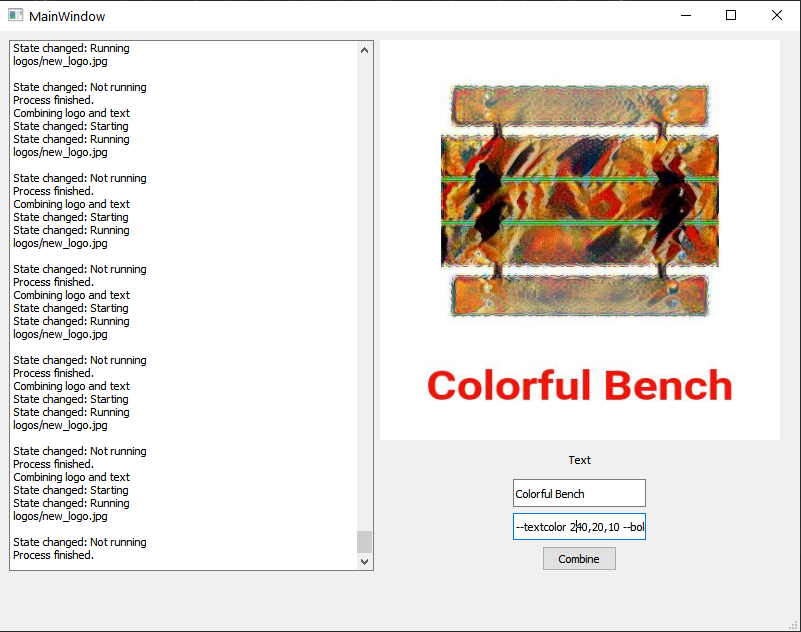 MainWindow
State changed: Running
logos/new_logo.jpg
State changed: Not running
Process finished.
Combining logo and text
State changed: Starting
State changed: Running
logos/new_logo.jpg
State changed: Not running
Process finished.
Combining logo and text
State changed: Starting
State changed: Running
logos/new_logo.jpg
State changed: Not running
Process finished.
Combining logo and text
State changed: Starting
State changed: Running
logos/new_logo.jpg
State changed: Not running
Process finished.
Combining logo and text
State changed: Starting
State changed: Running
logos/new_logo.jpg
State changed: Not running
Process finished.
Combining logo and text
State changed: Starting
State changed: Running
logos/new_logo.jpg
State changed: Not running
Process finished.
Colorful Bench
Text
Colorful Bench
--textcolor 240,20,10 --bol
Combine